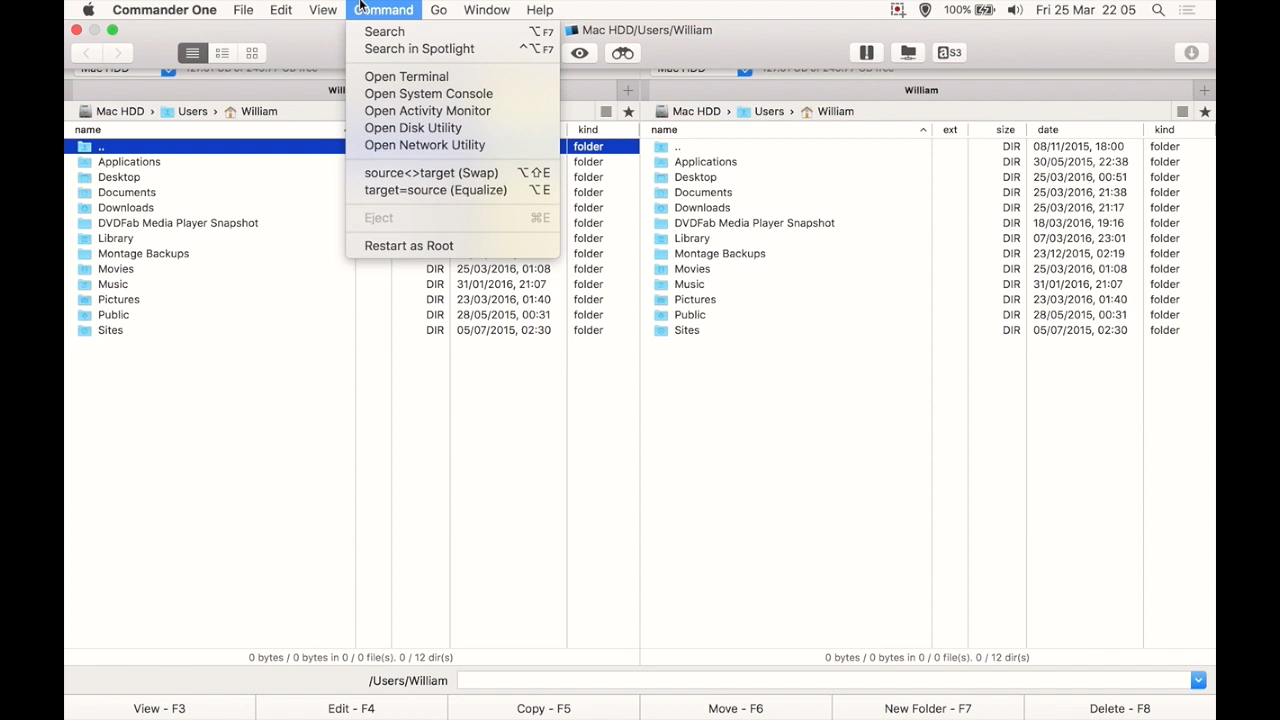 Commander One File Edit View Command Go Window Help 100% Fri 25 Mar 22 05
Mac HDD/Users/William
Search ⌥F7
Search in Spotlight ^⌥F7
Open Terminal
Open System Console
Open Activity Monitor
Open Disk Utility
Open Network Utility
source<>target (Swap) ⌥⇧E
target=source (Equalize) ⌥E
Eject ⌘E
Restart as Root
a S3
William
Mac HDD › Users › William
name kind
.. folder
Applications
Desktop
Documents
Downloads
DVDFab Media Player Snapshot
Library
Montage Backups
Movies DIR 25/03/2016, 01:08 folder
Music DIR 31/01/2016, 21:07 folder
Pictures DIR 23/03/2016, 01:40 folder
Public DIR 28/05/2015, 00:31 folder
Sites DIR 05/07/2015, 02:30 folder
0 bytes / 0 bytes in 0 / 0 file(s). 0 / 12 dir(s)
Mac HDD › Users › William
name ext size date kind
.. DIR 08/11/2015, 18:00 folder
Applications DIR 30/05/2015, 22:38 folder
Desktop DIR 25/03/2016, 00:51 folder
Documents DIR 25/03/2016, 21:38 folder
Downloads DIR 25/03/2016, 21:17 folder
DVDFab Media Player Snapshot DIR 18/03/2016, 19:16 folder
Library DIR 07/03/2016, 23:01 folder
Montage Backups DIR 23/12/2015, 02:19 folder
Movies DIR 25/03/2016, 01:08 folder
Music DIR 31/01/2016, 21:07 folder
Pictures DIR 23/03/2016, 01:40 folder
Public DIR 28/05/2015, 00:31 folder
Sites DIR 05/07/2015, 02:30 folder
0 bytes / 0 bytes in 0 / 0 file(s). 0 / 12 dir(s)
/Users/William
View - F3 Edit - F4 Copy - F5 Move - F6 New Folder - F7 Delete - F8